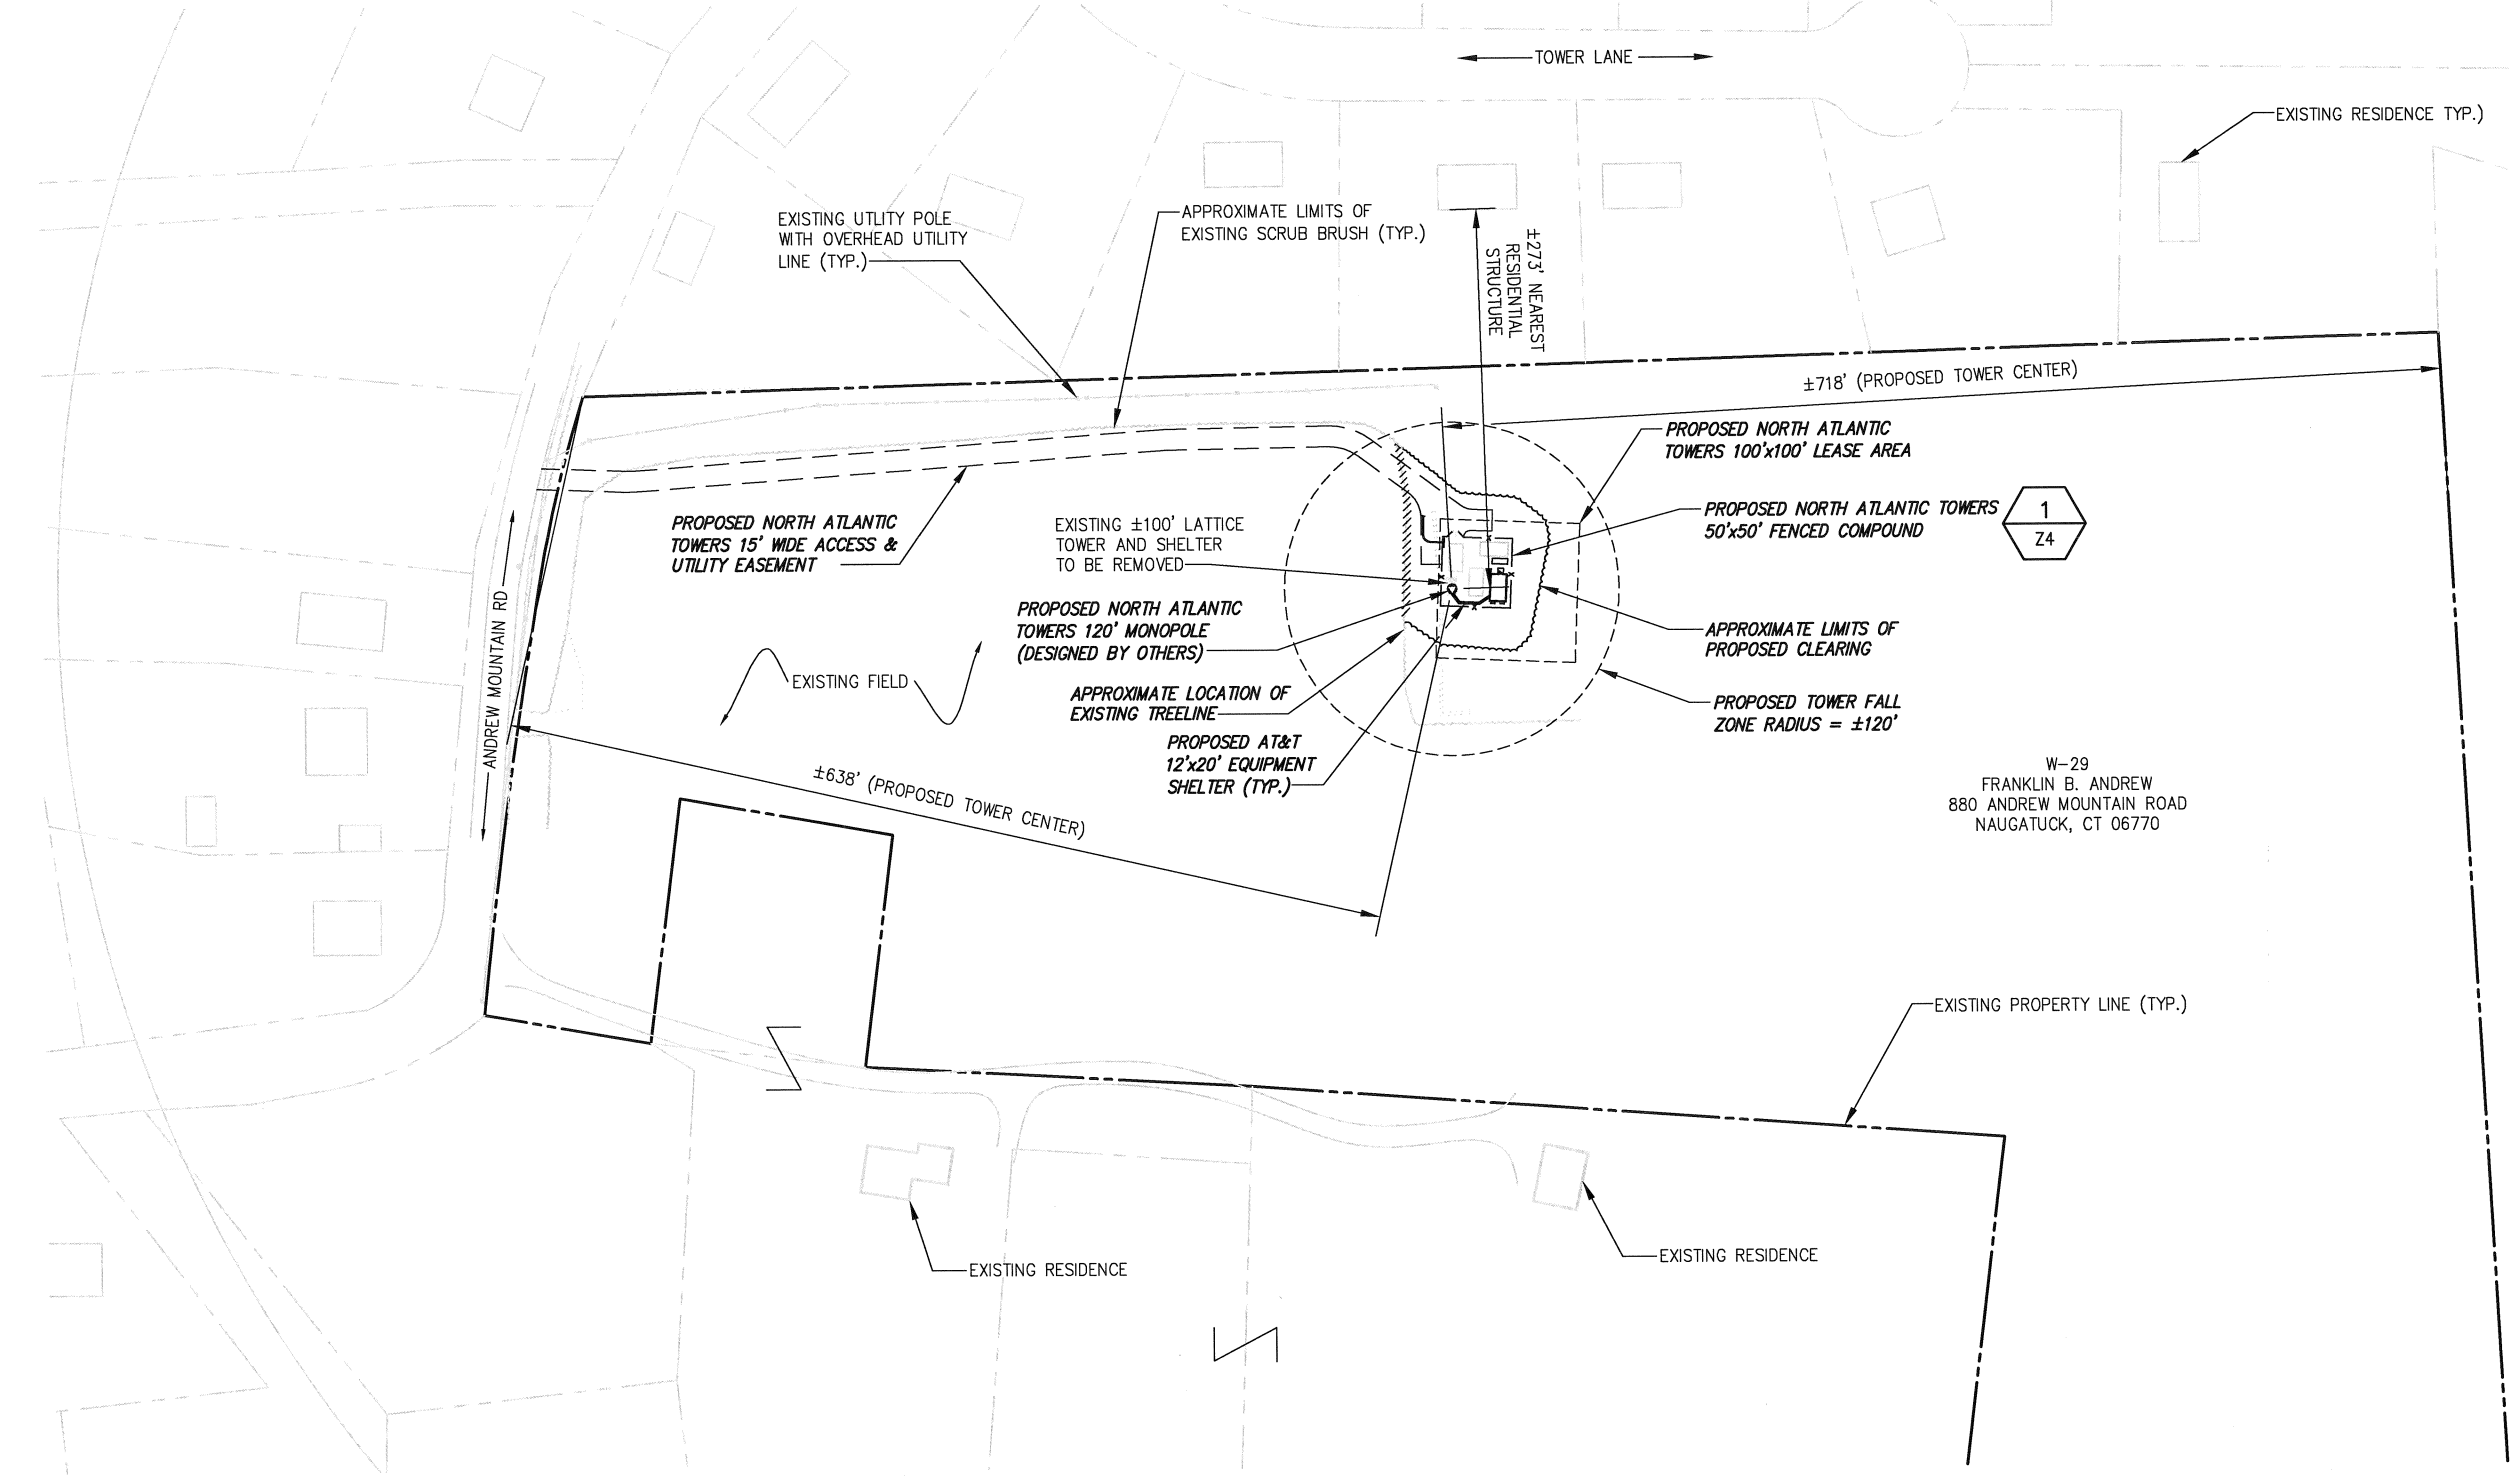 TOWER LANE
EXISTING RESIDENCE TYP.)
EXISTING UTLITY POLE
WITH OVERHEAD UTILITY
LINE (TYP.)
APPROXIMATE LIMITS OF
EXISTING SCRUB BRUSH (TYP.)
±273' NEAREST
RESIDENTIAL
STRUCTURE
±718' (PROPOSED TOWER CENTER)
PROPOSED NORTH ATLANTIC
TOWERS 100'x100' LEASE AREA
PROPOSED NORTH ATLANTIC TOWERS
50'x50' FENCED COMPOUND
1
Z4
PROPOSED NORTH ATLANTIC
TOWERS 15' WIDE ACCESS &
UTILITY EASEMENT
EXISTING ±100' LATTICE
TOWER AND SHELTER
TO BE REMOVED
PROPOSED NORTH ATLANTIC
TOWERS 120' MONOPOLE
(DESIGNED BY OTHERS)
APPROXIMATE LIMITS OF
PROPOSED CLEARING
ANDREW MOUNTAIN RD
EXISTING FIELD
APPROXIMATE LOCATION OF
EXISTING TREELINE
PROPOSED TOWER FALL
ZONE RADIUS = ±120'
PROPOSED AT&T
12'x20' EQUIPMENT
SHELTER (TYP.)
±638' (PROPOSED TOWER CENTER)
W-29
FRANKLIN B. ANDREW
880 ANDREW MOUNTAIN ROAD
NAUGATUCK, CT 06770
EXISTING PROPERTY LINE (TYP.)
EXISTING RESIDENCE
EXISTING RESIDENCE